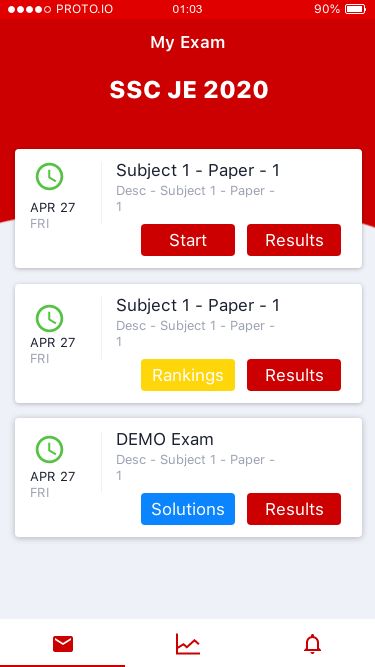 PROTO.IO 01:03 90%
My Exam
SSC JE 2020
Subject 1 - Paper - 1
Desc - Subject 1 - Paper -
1
APR 27
FRI
Start Results
Subject 1 - Paper - 1
Desc - Subject 1 - Paper -
1
APR 27
FRI
Rankings Results
DEMO Exam
Desc - Subject 1 - Paper -
1
APR 27
FRI
Solutions Results